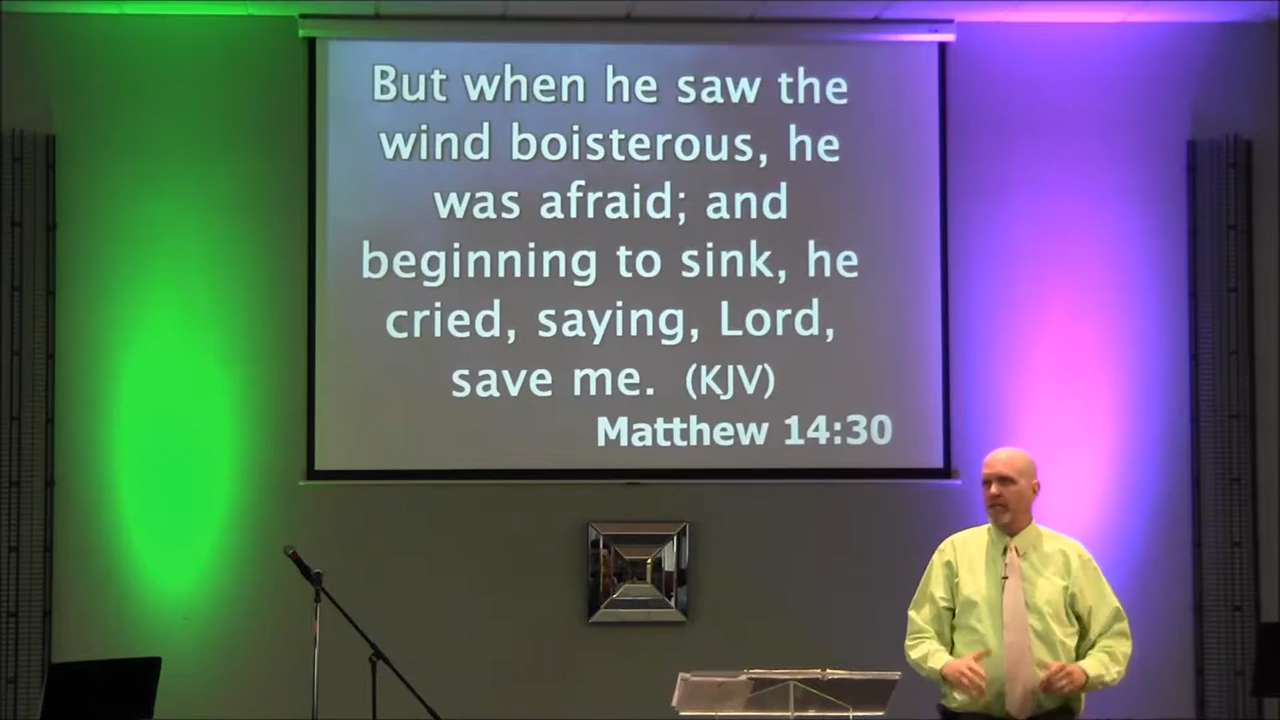 But when he saw the
wind boisterous, he
was afraid; and
beginning to sink, he
cried, saying, Lord,
save me. (KJV)
Matthew 14:30